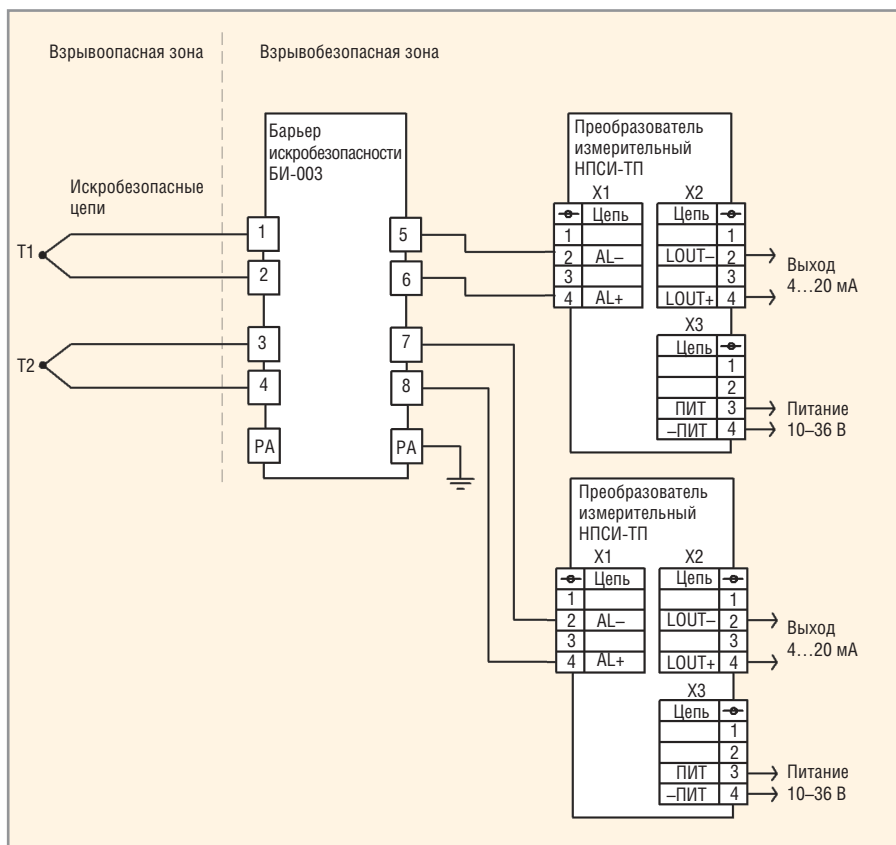 Взрывоопасная зона
Взрывобезопасная зона
Барьер
искробезопасности
БИ-003
Искробезопасные
цепи
Т1
Т2
1
2
3
4
РА
5
6
7
8
РА
Преобразователь
измерительный
НПСИ-ТП
X1
X2
Цепь
Цепь
1
1
2 AL–
LOUT– 2
3
3
4 AL+
LOUT+ 4
Выход
4…20 мА
X3
Цепь
1
2
ПИТ 3
–ПИТ 4
Питание
10–36 В
Преобразователь
измерительный
НПСИ-ТП
X1
X2
Цепь
Цепь
1
1
2 AL–
LOUT– 2
3
3
4 AL+
LOUT+ 4
Выход
4…20 мА
X3
Цепь
1
2
ПИТ 3
–ПИТ 4
Питание
10–36 В